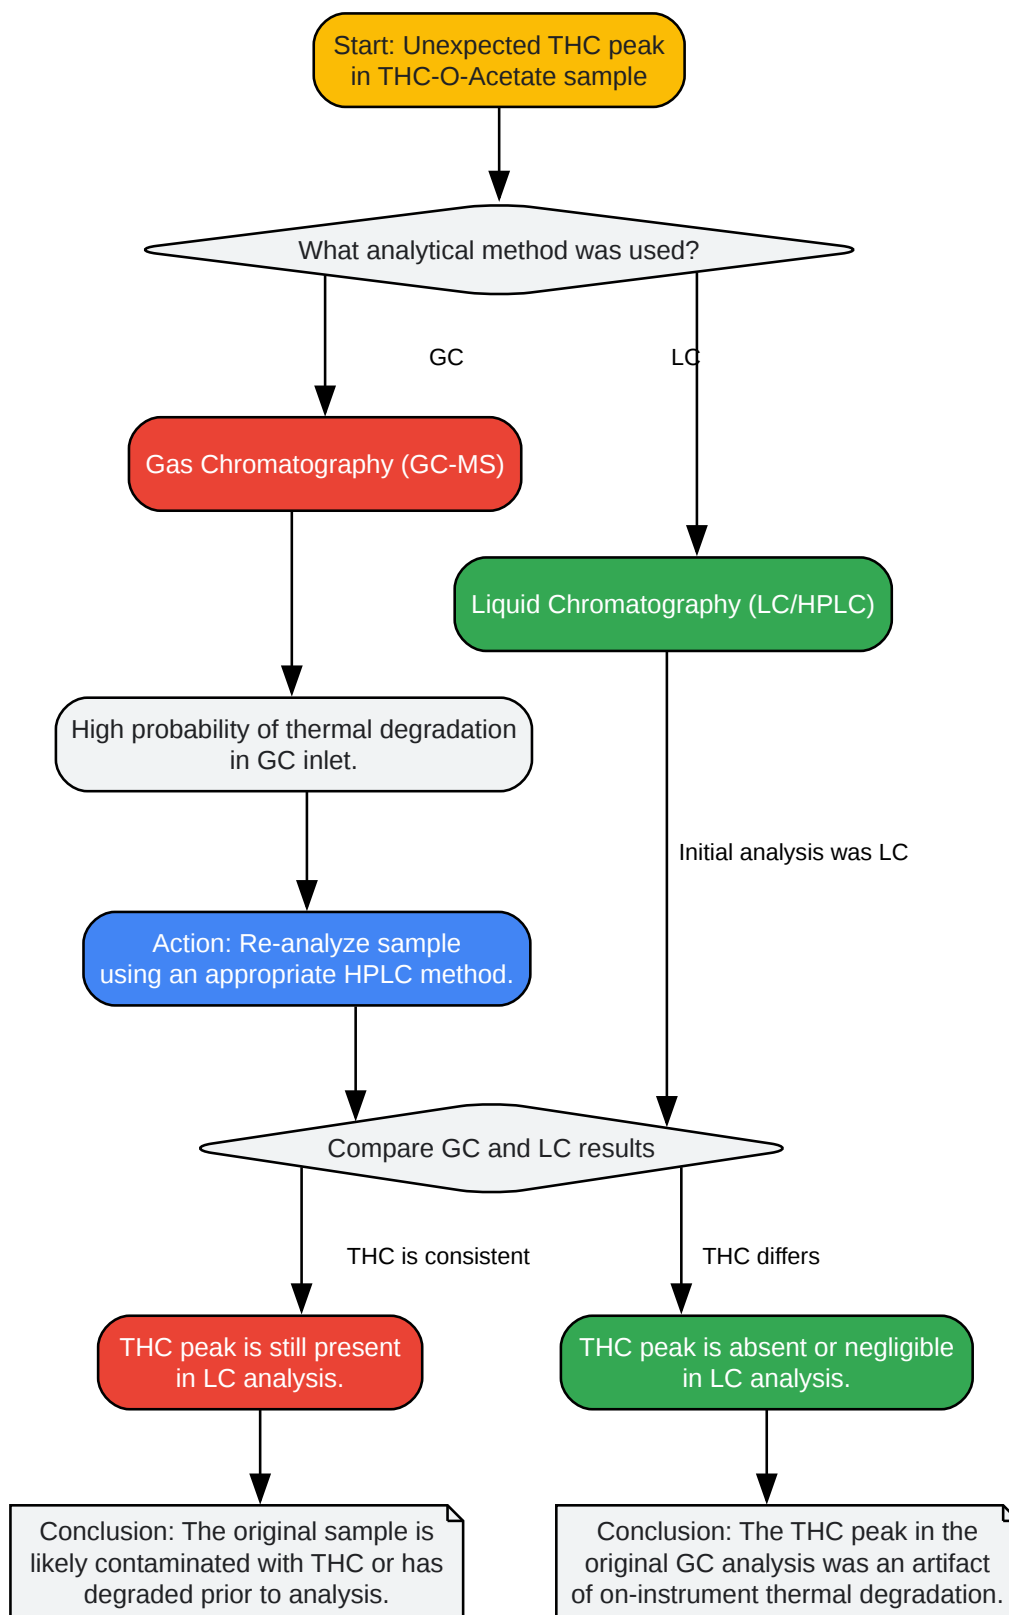 Start: Unexpected THC peak
in THC-O-Acetate sample
What analytical method was used?
GC
LC
Gas Chromatography (GC-MS)
Liquid Chromatography (LC/HPLC)
High probability of thermal degradation
in GC inlet.
Initial analysis was LC
Action: Re-analyze sample
using an appropriate HPLC method.
Compare GC and LC results
THC is consistent
THC differs
THC peak is still present
in LC analysis.
THC peak is absent or negligible
in LC analysis.
Conclusion: The original sample is
likely contaminated with THC or has
degraded prior to analysis.
Conclusion: The THC peak in the
original GC analysis was an artifact
of on-instrument thermal degradation.